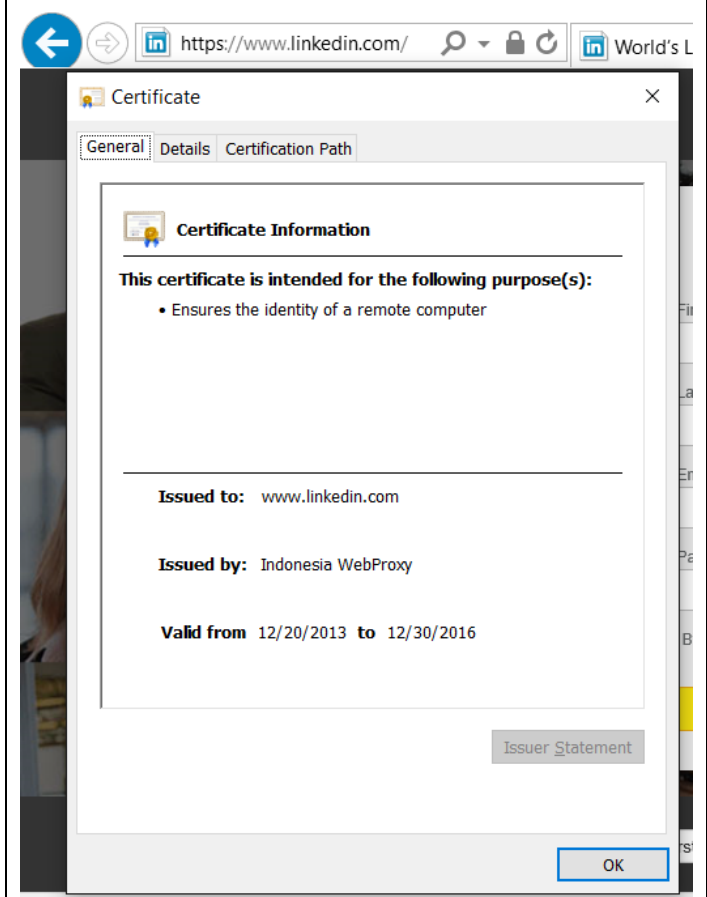 https://www.linkedin.com/
World's L
Certificate
General Details Certification Path
Certificate Information
This certificate is intended for the following purpose(s):
• Ensures the identity of a remote computer
Issued to: www.linkedin.com
Issued by: Indonesia WebProxy
Valid from 12/20/2013 to 12/30/2016
Issuer Statement
OK